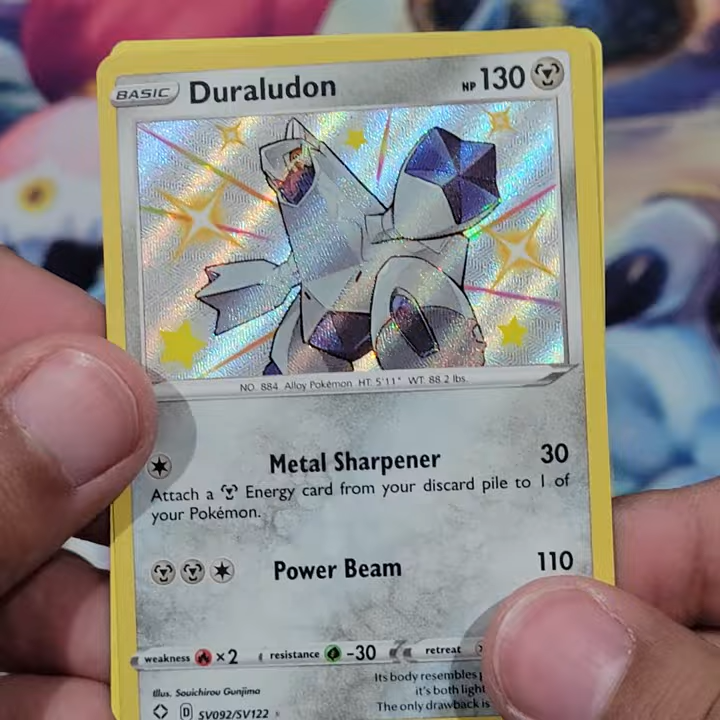 BASIC Duraludon HP 130
NO. 884 Alloy Pokémon HT: 5'11" WT: 88.2 lbs.
Metal Sharpener 30
Attach a Energy card from your discard pile to 1 of
your Pokémon.
Power Beam 110
weakness ×2 resistance -30 retreat
Illus. Souichirou Gunjima
Its body resembles
it's both light
The only drawback is
D SV092/SV122